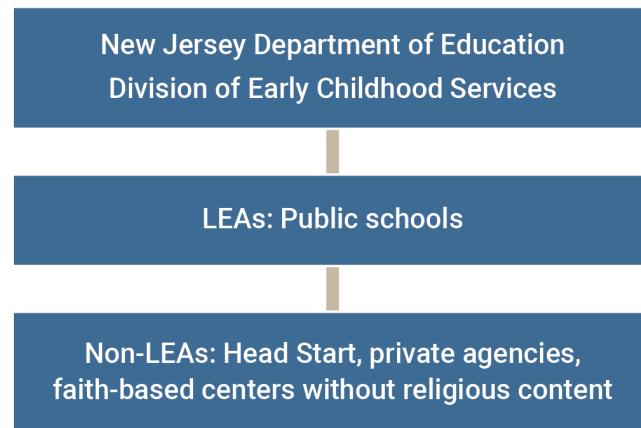 New Jersey Department of Education
Division of Early Childhood Services
LEAs: Public schools
Non-LEAs: Head Start, private agencies,
faith-based centers without religious content